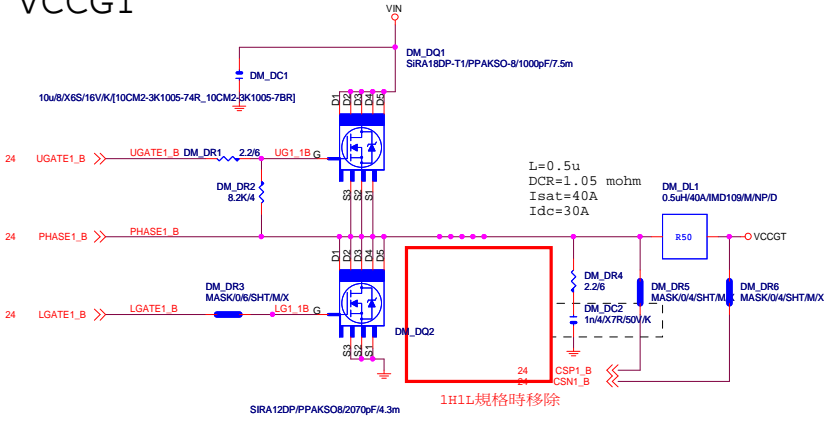 VCCGT
VIN
DM_DQ1
SiRA18DP-T1/PPAKSO-8/1000pF/7.5m
DM_DC1
10u/8/X6S/16V/K/[10CM2-3K1005-74R_10CM2-3K1005-7BR]
D1 D2 D3 D4 D5
24 UGATE1_B UGATE1_B DM_DR1 2.2/6 UG1_1B G
S3 S2 S1
DM_DR2
8.2K/4
L=0.5u
DCR=1.05 mohm
Isat=40A
Idc=30A
DM_DL1
0.5uH/40A/IMD109/M/NP/D
24 PHASE1_B PHASE1_B
R50
VCCGT
D1 D2 D3 D4 D5
DM_DR3
MASK/0/6/SHT/M/X
DM_DR4
2.2/6
DM_DR5
MASK/0/4/SHT/M/X
DM_DR6
MASK/0/4/SHT/M/X
24 LGATE1_B LGATE1_B LG1_1B G
DM_DC2
1n/4/X7R/50V/K
DM_DQ2
S3 S2 S1
24 CSP1_B
24 CSN1_B
1H1L規格時移除
SIRA12DP/PPAKSO8/2070pF/4.3m